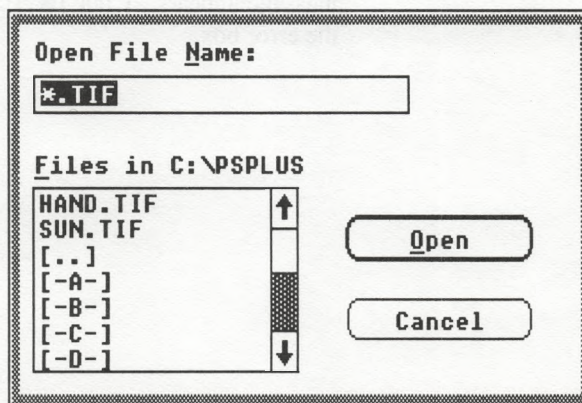 Open File Name:
*.TIF
Files in C:\PSPLUS
HAND.TIF
SUN.TIF
[..]
[-A-]
[-B-]
[-C-]
[-D-]
Open
Cancel